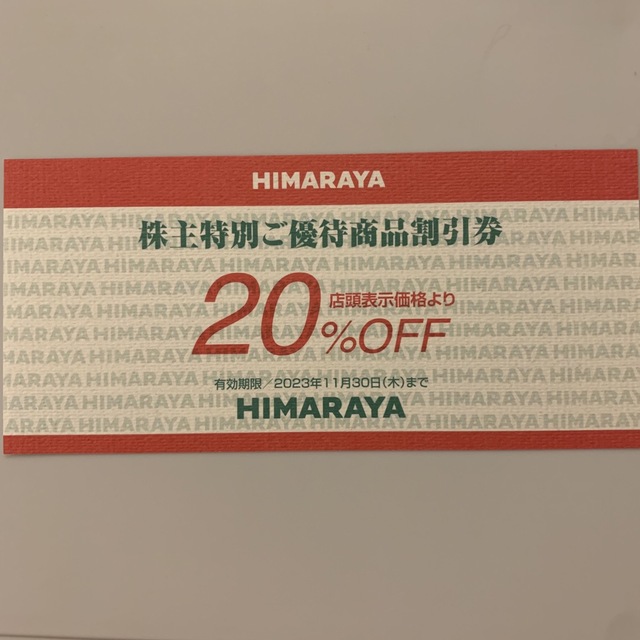 HIMARAYA
株主特別ご優待商品割引券
店頭表示価格より
20%OFF
有効期限/2023年11月30日(木)まで
HIMARAYA